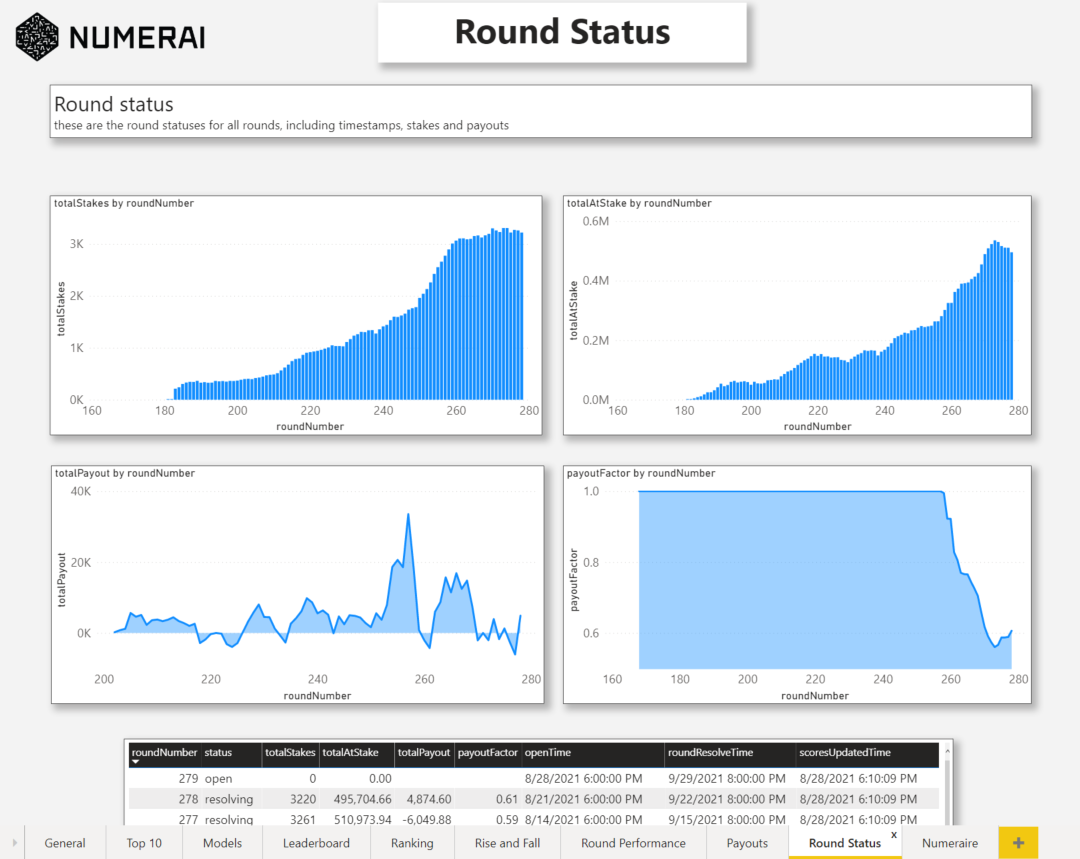 NUMERAI
Round Status
Round status
these are the round statuses for all rounds, including timestamps, stakes and payouts
totalStakes by roundNumber
3K
2K
1K
0K
totalStakes
160 180 200 220 240 260 280
roundNumber
totalAtStake by roundNumber
0.6M
0.4M
0.2M
0.0M
totalAtStake
160 180 200 220 240 260 280
roundNumber
totalPayout by roundNumber
40K
20K
0K
totalPayout
200 220 240 260 280
roundNumber
payoutFactor by roundNumber
1.0
0.8
0.6
payoutFactor
160 180 200 220 240 260 280
roundNumber
roundNumber status totalStakes totalAtStake totalPayout payoutFactor openTime roundResolveTime scoresUpdatedTime
279 open 0 0.00 8/28/2021 6:00:00 PM 9/29/2021 8:00:00 PM 8/28/2021 6:10:09 PM
278 resolving 3220 495,704.66 4,874.60 0.61 8/21/2021 6:00:00 PM 9/22/2021 8:00:00 PM 8/28/2021 6:10:09 PM
277 resolving 3261 510,973.94 -6,049.88 0.59 8/14/2021 6:00:00 PM 9/15/2021 8:00:00 PM 8/28/2021 6:10:09 PM
General Top 10 Models Leaderboard Ranking Rise and Fall Round Performance Payouts Round Status x Numeraire +